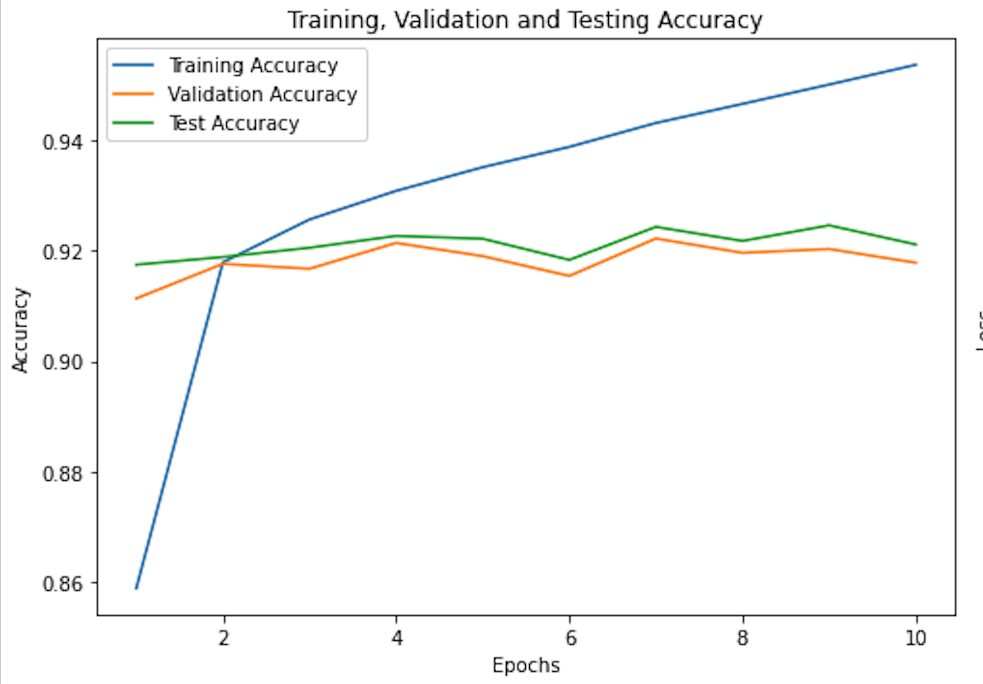 Training, Validation and Testing Accuracy
Training Accuracy
Validation Accuracy
Test Accuracy
0.94
0.92
0.90
0.88
0.86
Accuracy
2 4 6 8 10
Epochs